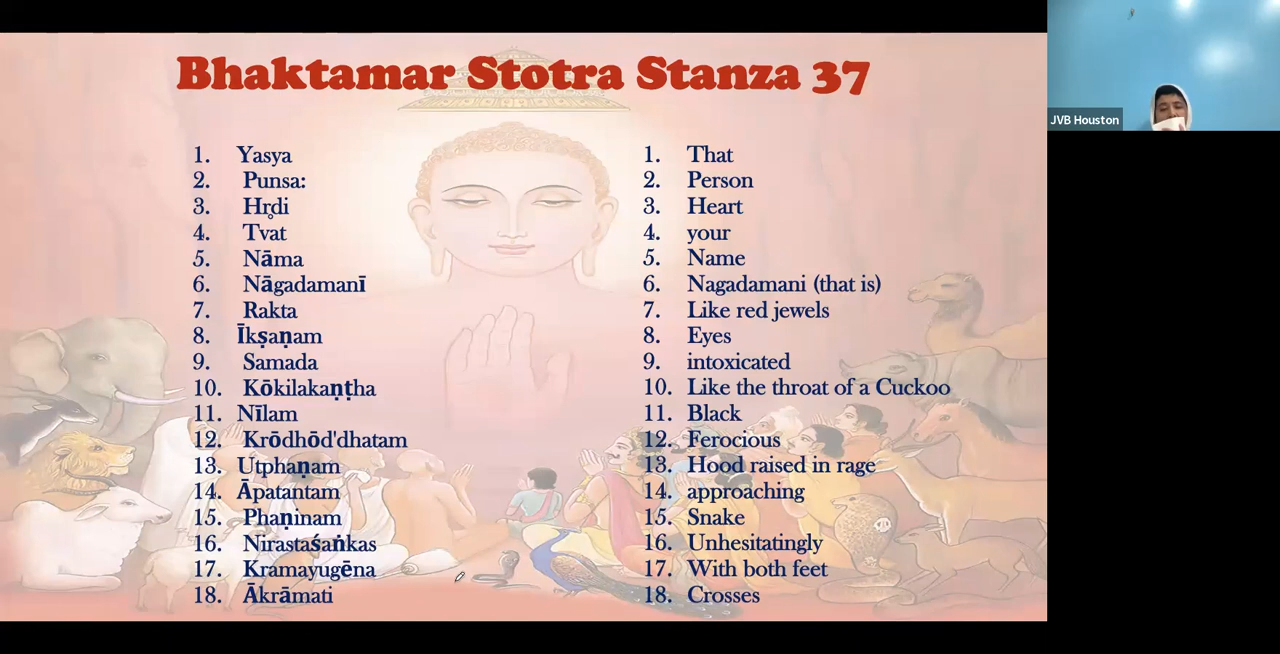 Bhaktamar Stotra Stanza 37
JVB Houston
1. Yasya
2. Punsa:
3. Hr̥di
4. Tvat
5. Nāma
6. Nāgadamanī
7. Rakta
8. Īkṣaṇam
9. Samada
10. Kōkilakaṇṭha
11. Nīlam
12. Krōdhōd'dhatam
13. Utphaṇam
14. Āpatantam
15. Phaṇinam
16. Nirastaśaṅkas
17. Kramayugēna
18. Ākrāmati
1. That
2. Person
3. Heart
4. your
5. Name
6. Nagadamani (that is)
7. Like red jewels
8. Eyes
9. intoxicated
10. Like the throat of a Cuckoo
11. Black
12. Ferocious
13. Hood raised in rage
14. approaching
15. Snake
16. Unhesitatingly
17. With both feet
18. Crosses